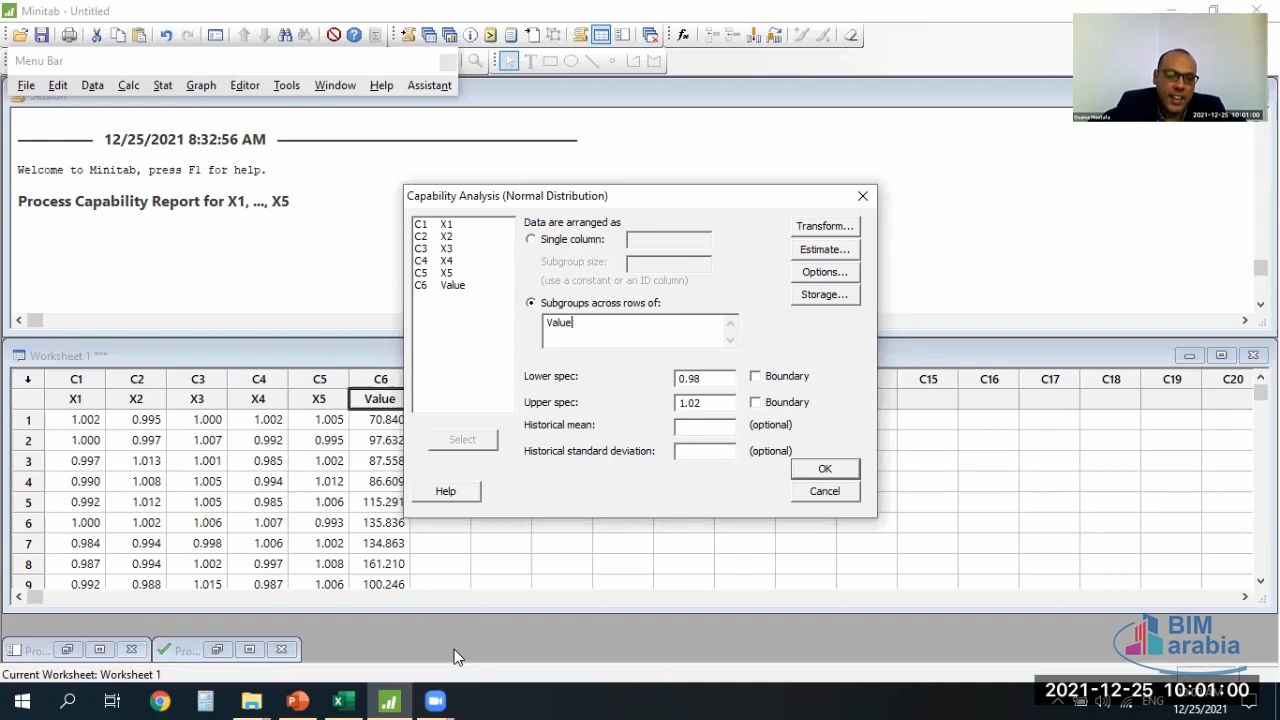 Minitab - Untitled
Menu Bar
File Edit Data Calc Stat Graph Editor Tools Window Help Assistant
12/25/2021 8:32:56 AM
Welcome to Minitab, press F1 for help.
Process Capability Report for X1, ..., X5
Osama Mostafa 2021-12-25 10:01:00
Capability Analysis (Normal Distribution)
C1 X1
C2 X2
C3 X3
C4 X4
C5 X5
C6 Value
Data are arranged as
Single column:
Subgroup size:
(use a constant or an ID column)
Subgroups across rows of:
Value
Lower spec: 0.98 Boundary
Upper spec: 1.02 Boundary
Historical mean: (optional)
Historical standard deviation: (optional)
Transform...
Estimate...
Options...
Storage...
Select
Help
OK
Cancel
Worksheet 1 ***
C1 C2 C3 C4 C5 C6 C15 C16 C17 C18 C19 C20
X1 X2 X3 X4 X5 Value
1 1.002 0.995 1.000 1.002 1.005 70.840
2 1.000 0.997 1.007 0.992 0.995 97.632
3 0.997 1.013 1.001 0.985 1.002 87.558
4 0.990 1.008 1.005 0.994 1.012 86.609
5 0.992 1.012 1.005 0.985 1.006 115.291
6 1.000 1.002 1.006 1.007 0.993 135.836
7 0.984 0.994 0.998 1.006 1.002 134.863
8 0.987 0.994 1.002 0.997 1.008 161.210
9 0.992 0.988 1.015 0.987 1.006 100.246
Pro... Pro...
Current Worksheet: Worksheet 1
BIM
arabia
2021-12-25 10:01:00
ENG
12/25/2021